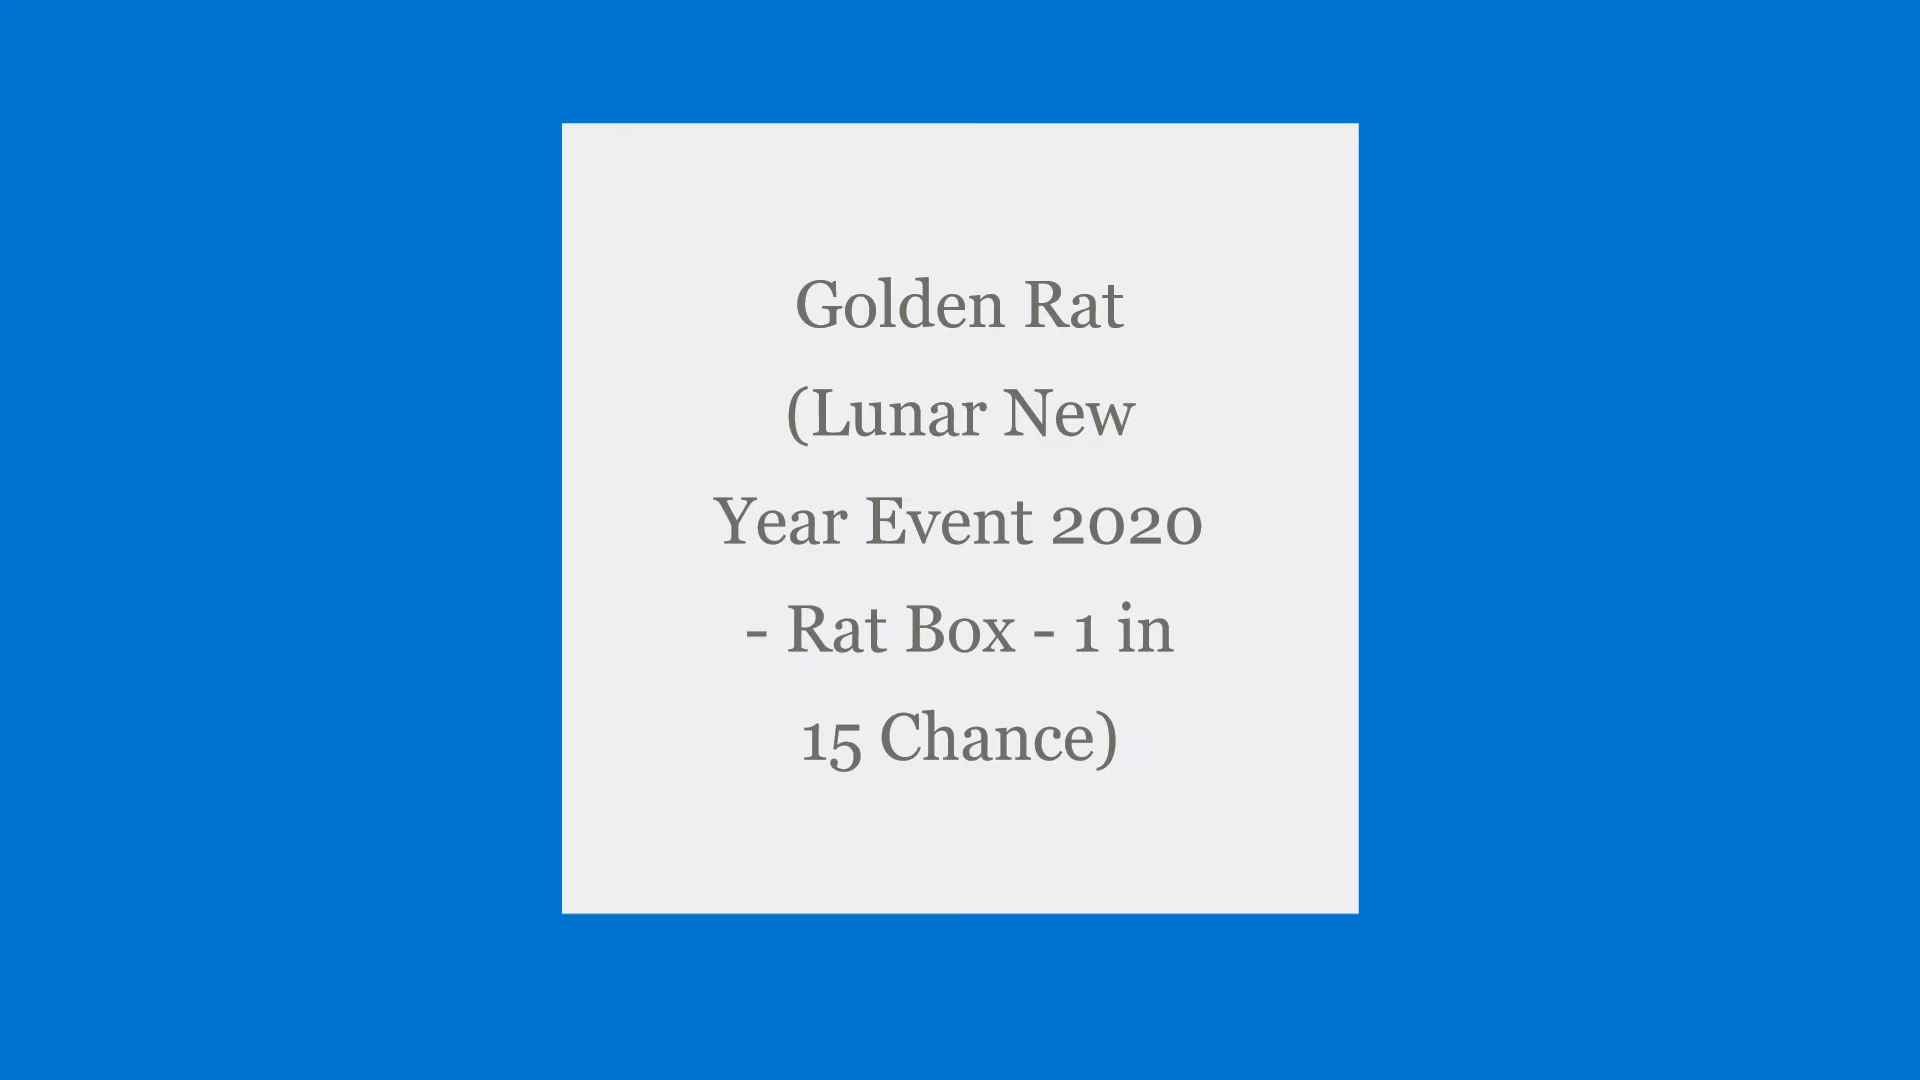 Golden Rat
(Lunar New
Year Event 2020
- Rat Box - 1 in
15 Chance)